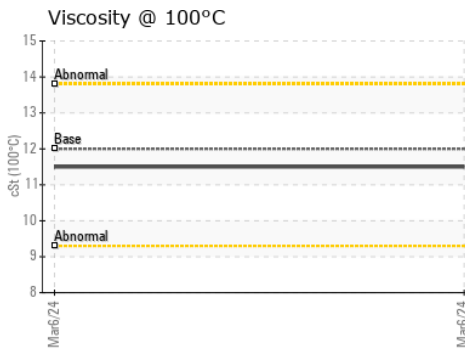 Viscosity @ 100°C
15
14
13
12
11
10
9
8
cSt (100°C)
Abnormal
Base
Abnormal
Mar6/24
Mar6/24